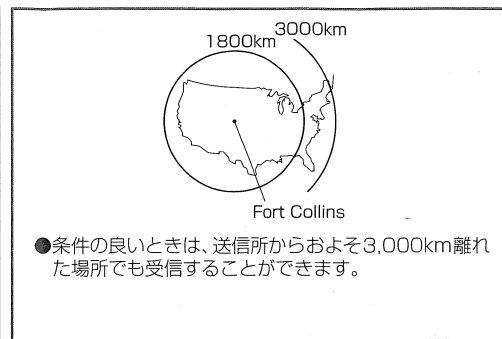 3000km
1800km
Fort Collins
●条件の良いときは、送信所からおよそ3,000km離れ
た場所でも受信することができます。